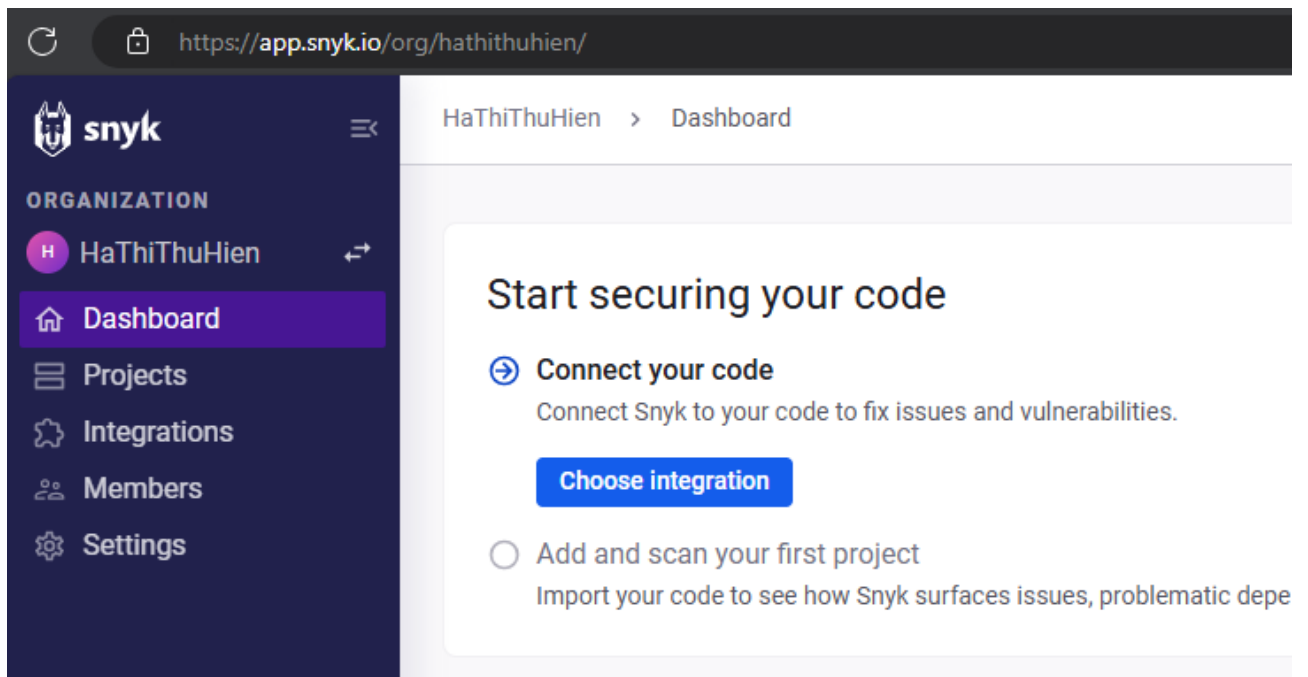 https://app.snyk.io/org/hathithuhien/
snyk
HaThiThuHien > Dashboard
ORGANIZATION
H HaThiThuHien
Dashboard
Projects
Integrations
Members
Settings
Start securing your code
Connect your code
Connect Snyk to your code to fix issues and vulnerabilities.
Choose integration
Add and scan your first project
Import your code to see how Snyk surfaces issues, problematic depe